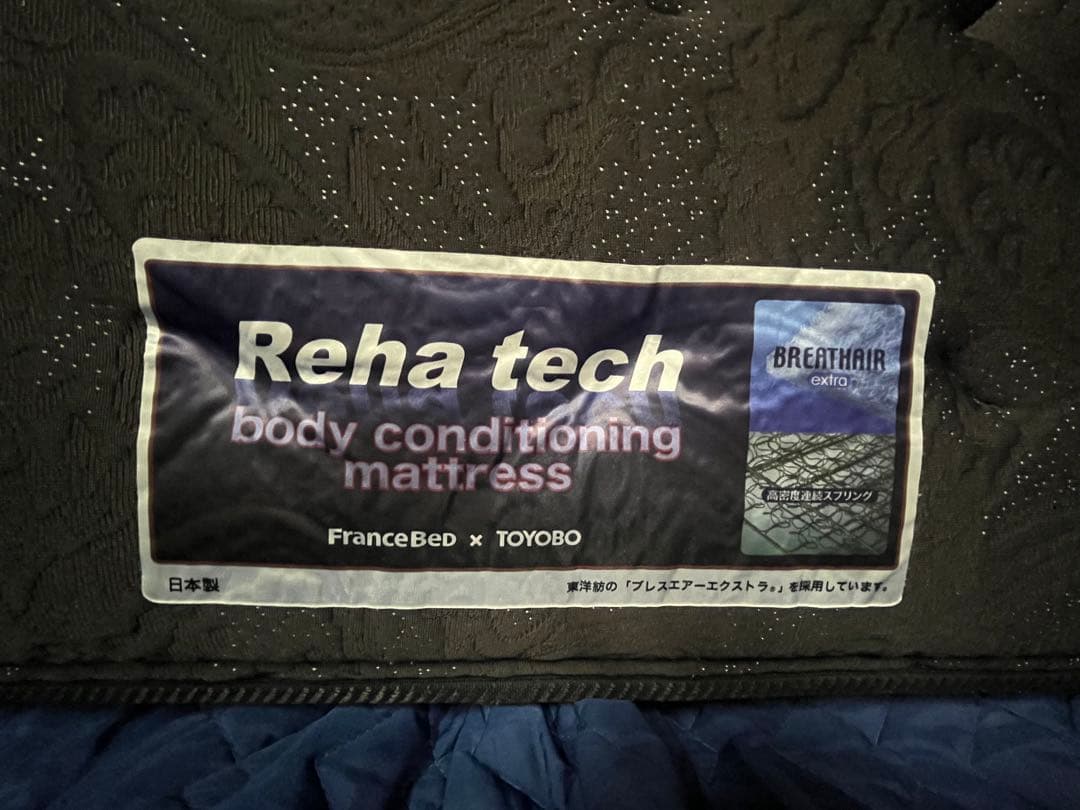 Reha tech
body conditioning
mattress
FranceBeD × TOYOBO
BREATHAIR
extra
高密度連続スプリング
日本製
東洋紡の「ブレスエアーエクストラ®」を採用しています。